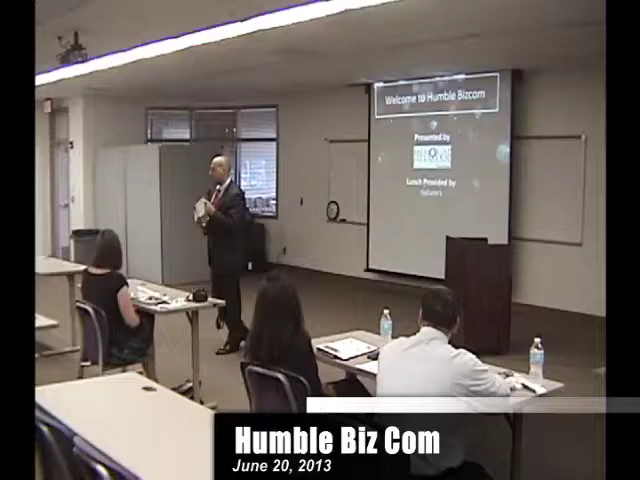 Welcome to Humble Bizcom
Presented by
Lunch Provided by
Humble Biz Com
June 20, 2013